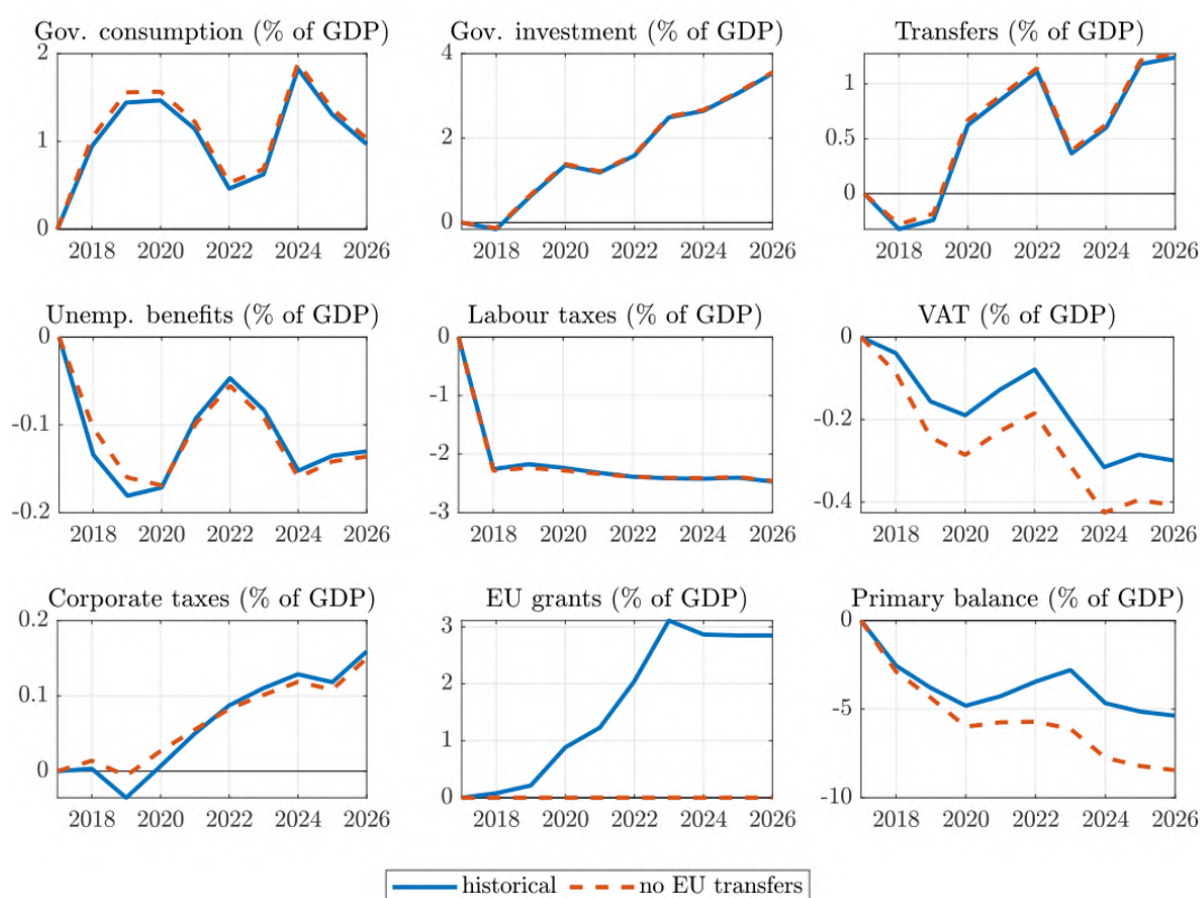 Gov. consumption (% of GDP)
Gov. investment (% of GDP)
Transfers (% of GDP)
2
1
0
2018 2020 2022 2024 2026
4
2
0
2018 2020 2022 2024 2026
1
0.5
0
2018 2020 2022 2024 2026
Unemp. benefits (% of GDP)
Labour taxes (% of GDP)
VAT (% of GDP)
0
-0.1
-0.2
2018 2020 2022 2024 2026
0
-1
-2
-3
2018 2020 2022 2024 2026
0
-0.2
-0.4
2018 2020 2022 2024 2026
Corporate taxes (% of GDP)
EU grants (% of GDP)
Primary balance (% of GDP)
0.2
0.1
0
2018 2020 2022 2024 2026
3
2
1
0
2018 2020 2022 2024 2026
0
-5
-10
2018 2020 2022 2024 2026
historical no EU transfers